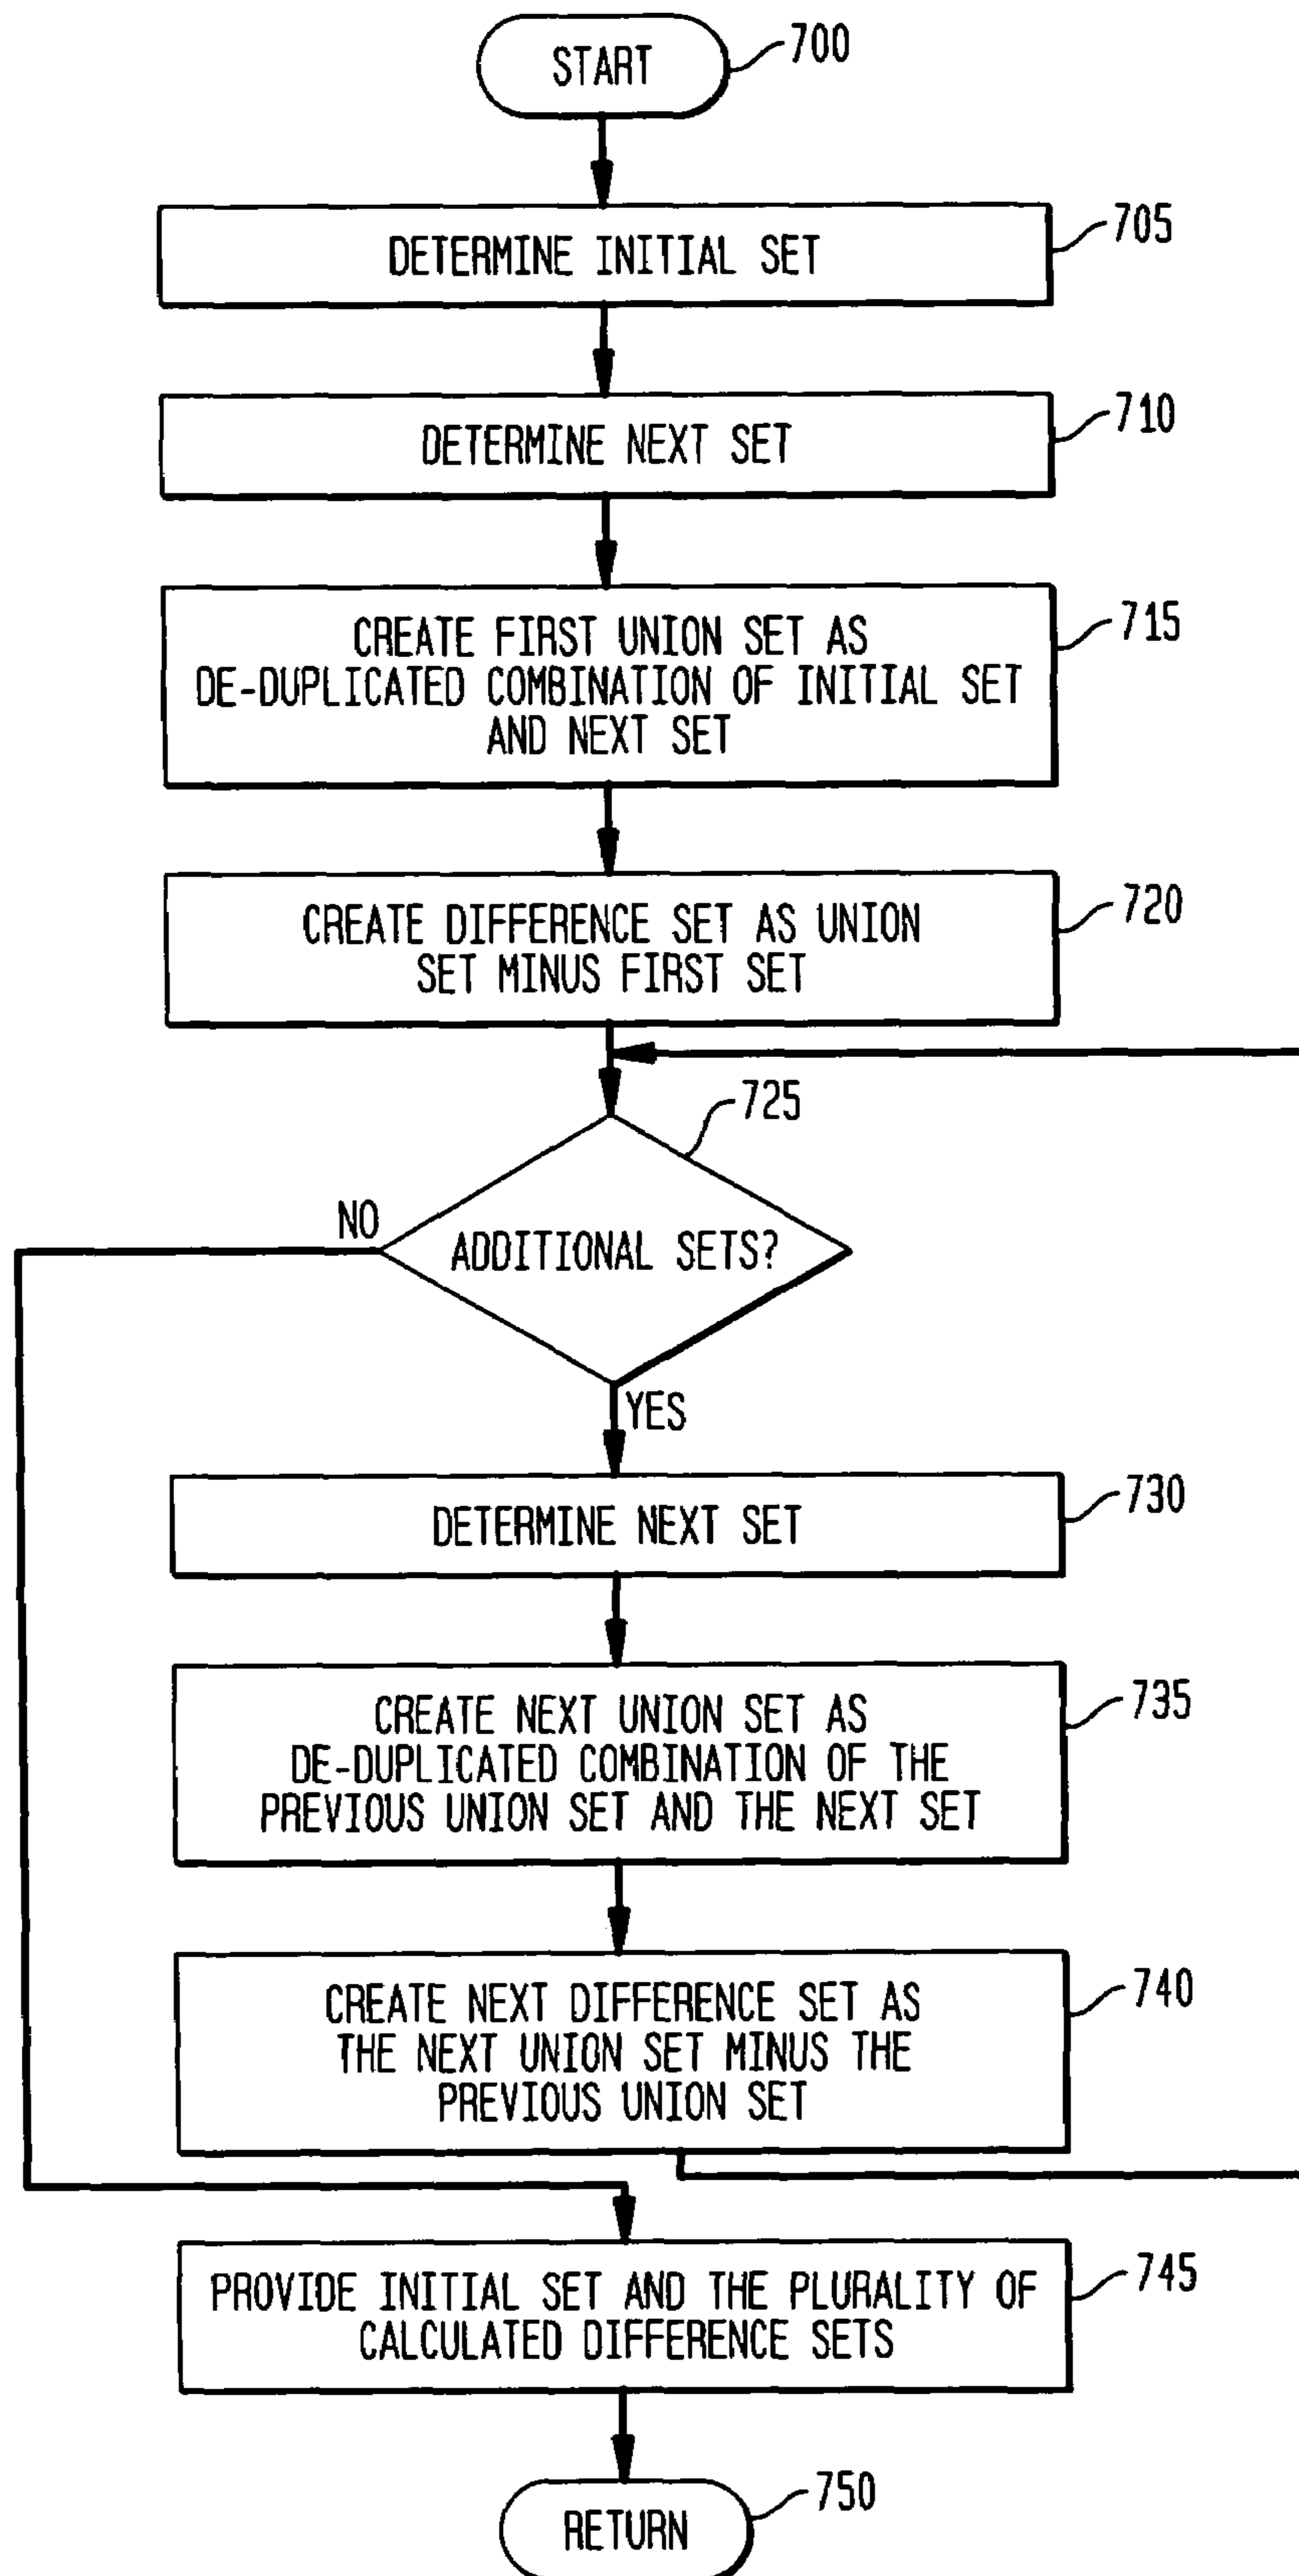 START
700
DETERMINE INITIAL SET
705
DETERMINE NEXT SET
710
CREATE FIRST UNION SET AS
DE-DUPLICATED COMBINATION OF INITIAL SET
AND NEXT SET
715
CREATE DIFFERENCE SET AS UNION
SET MINUS FIRST SET
720
725
NO
ADDITIONAL SETS?
YES
DETERMINE NEXT SET
730
CREATE NEXT UNION SET AS
DE-DUPLICATED COMBINATION OF THE
PREVIOUS UNION SET AND THE NEXT SET
735
CREATE NEXT DIFFERENCE SET AS
THE NEXT UNION SET MINUS THE
PREVIOUS UNION SET
740
PROVIDE INITIAL SET AND THE PLURALITY OF
CALCULATED DIFFERENCE SETS
745
RETURN
750